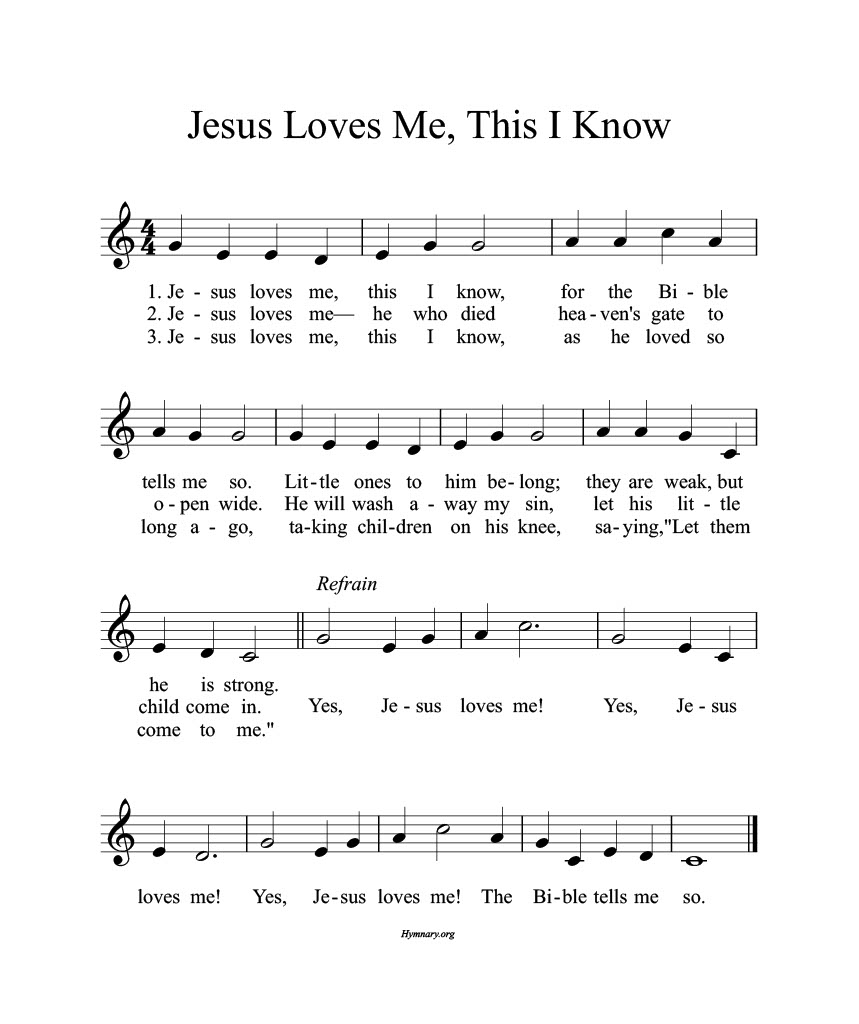 Jesus Loves Me, This I Know
4
4
1. Je - sus loves me, this I know, for the Bi - ble
2. Je - sus loves me— he who died hea - ven's gate to
3. Je - sus loves me, this I know, as he loved so
tells me so. Lit - tle ones to him be - long; they are weak, but
o - pen wide. He will wash a - way my sin, let his lit - tle
long a - go, ta - king chil - dren on his knee, sa - ying,"Let them
Refrain
he is strong.
child come in. Yes, Je - sus loves me! Yes, Je - sus
come to me."
loves me! Yes, Je - sus loves me! The Bi - ble tells me so.
Hymnary.org